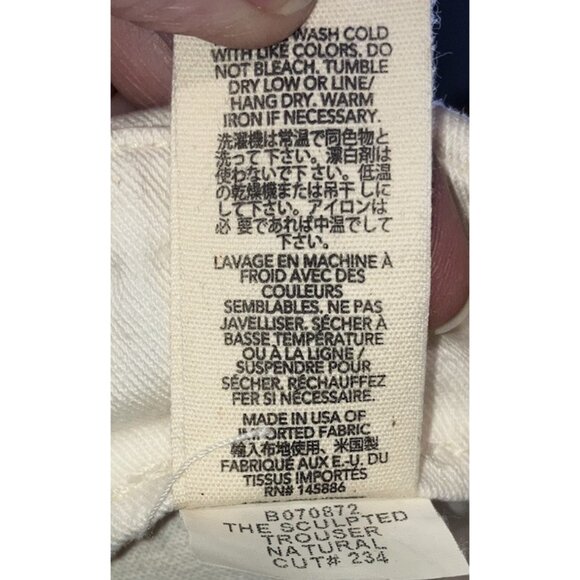 WASH COLD
WITH LIKE COLORS. DO
NOT BLEACH. TUMBLE
DRY LOW OR LINE/
HANG DRY. WARM
IRON IF NECESSARY.
洗濯機は常温で同色物と
洗って下さい。漂白剤は
使わないで下さい。低温
の乾燥機または吊干しに
して下さい。アイロンは
必要であれば中温でして
下さい。
LAVAGE EN MACHINE À
FROID AVEC DES
COULEURS
SEMBLABLES. NE PAS
JAVELLISER. SÉCHER À
BASSE TEMPÉRATURE
OU À LA LIGNE/
SUSPENDRE POUR
SÉCHER. RÉCHAUFFEZ
FER SI NÉCESSAIRE.
MADE IN USA OF
IMPORTED FABRIC
輸入布地使用、米国製
FABRIQUÉ AUX É.-U. DU
TISSUS IMPORTÉS
RN# 145886
B070872
THE SCULPTED
TROUSER
NATURAL
CUT# 234